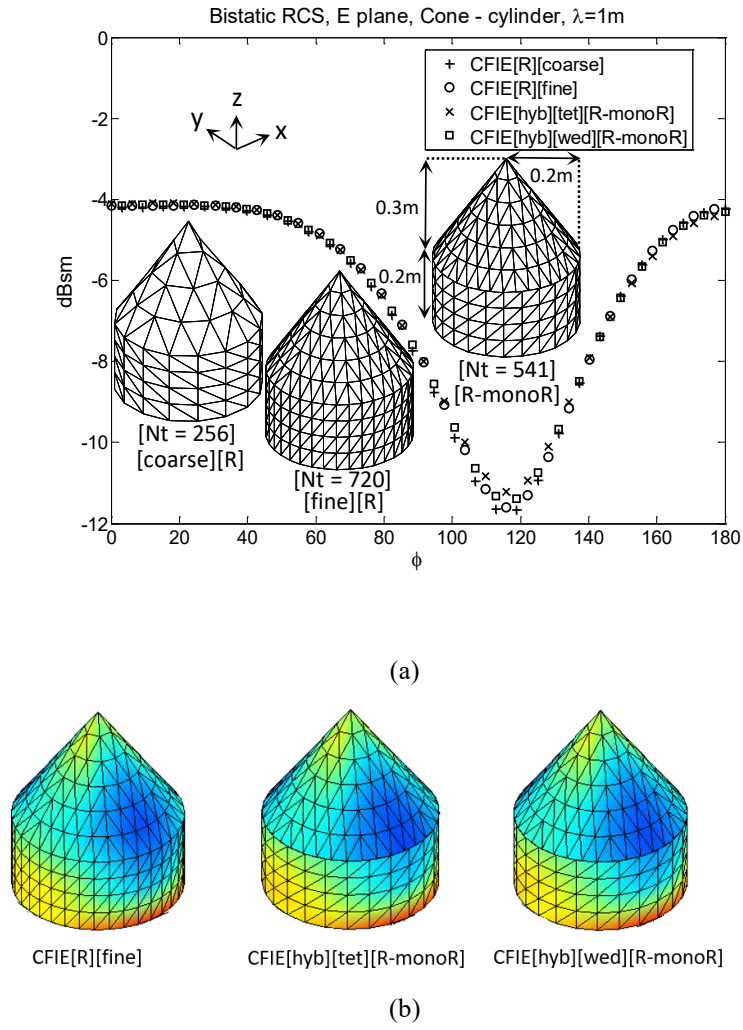 Bistatic RCS, E plane, Cone - cylinder, λ=1m
0
-2
-4
-6
-8
-10
-12
dBsm
0 20 40 60 80 100 120 140 160 180
ϕ
CFIE[R][coarse]
CFIE[R][fine]
CFIE[hyb][tet][R-monoR]
CFIE[hyb][wed][R-monoR]
z
y
x
0.2m
0.3m
0.2m
[Nt = 256]
[coarse][R]
[Nt = 720]
[fine][R]
[Nt = 541]
[R-monoR]
(a)
CFIE[R][fine]
CFIE[hyb][tet][R-monoR]
CFIE[hyb][wed][R-monoR]
(b)